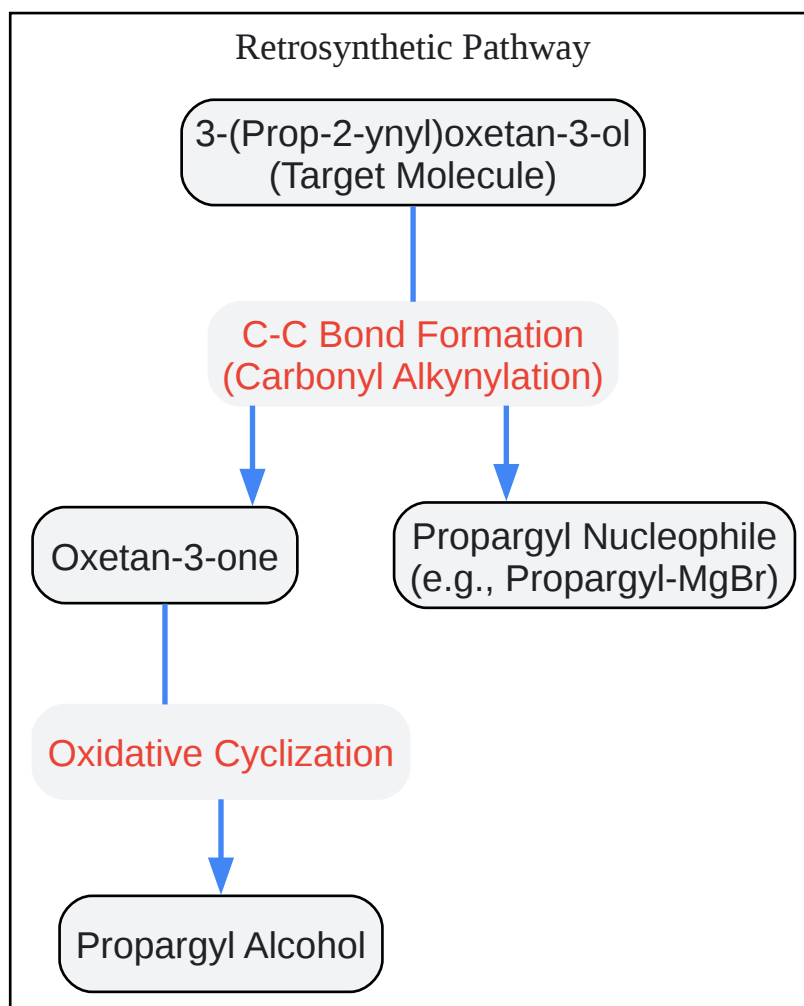 Retrosynthetic Pathway
3-(Prop-2-ynyl)oxetan-3-ol
(Target Molecule)
C-C Bond Formation
(Carbonyl Alkynylation)
Oxetan-3-one
Propargyl Nucleophile
(e.g., Propargyl-MgBr)
Oxidative Cyclization
Propargyl Alcohol